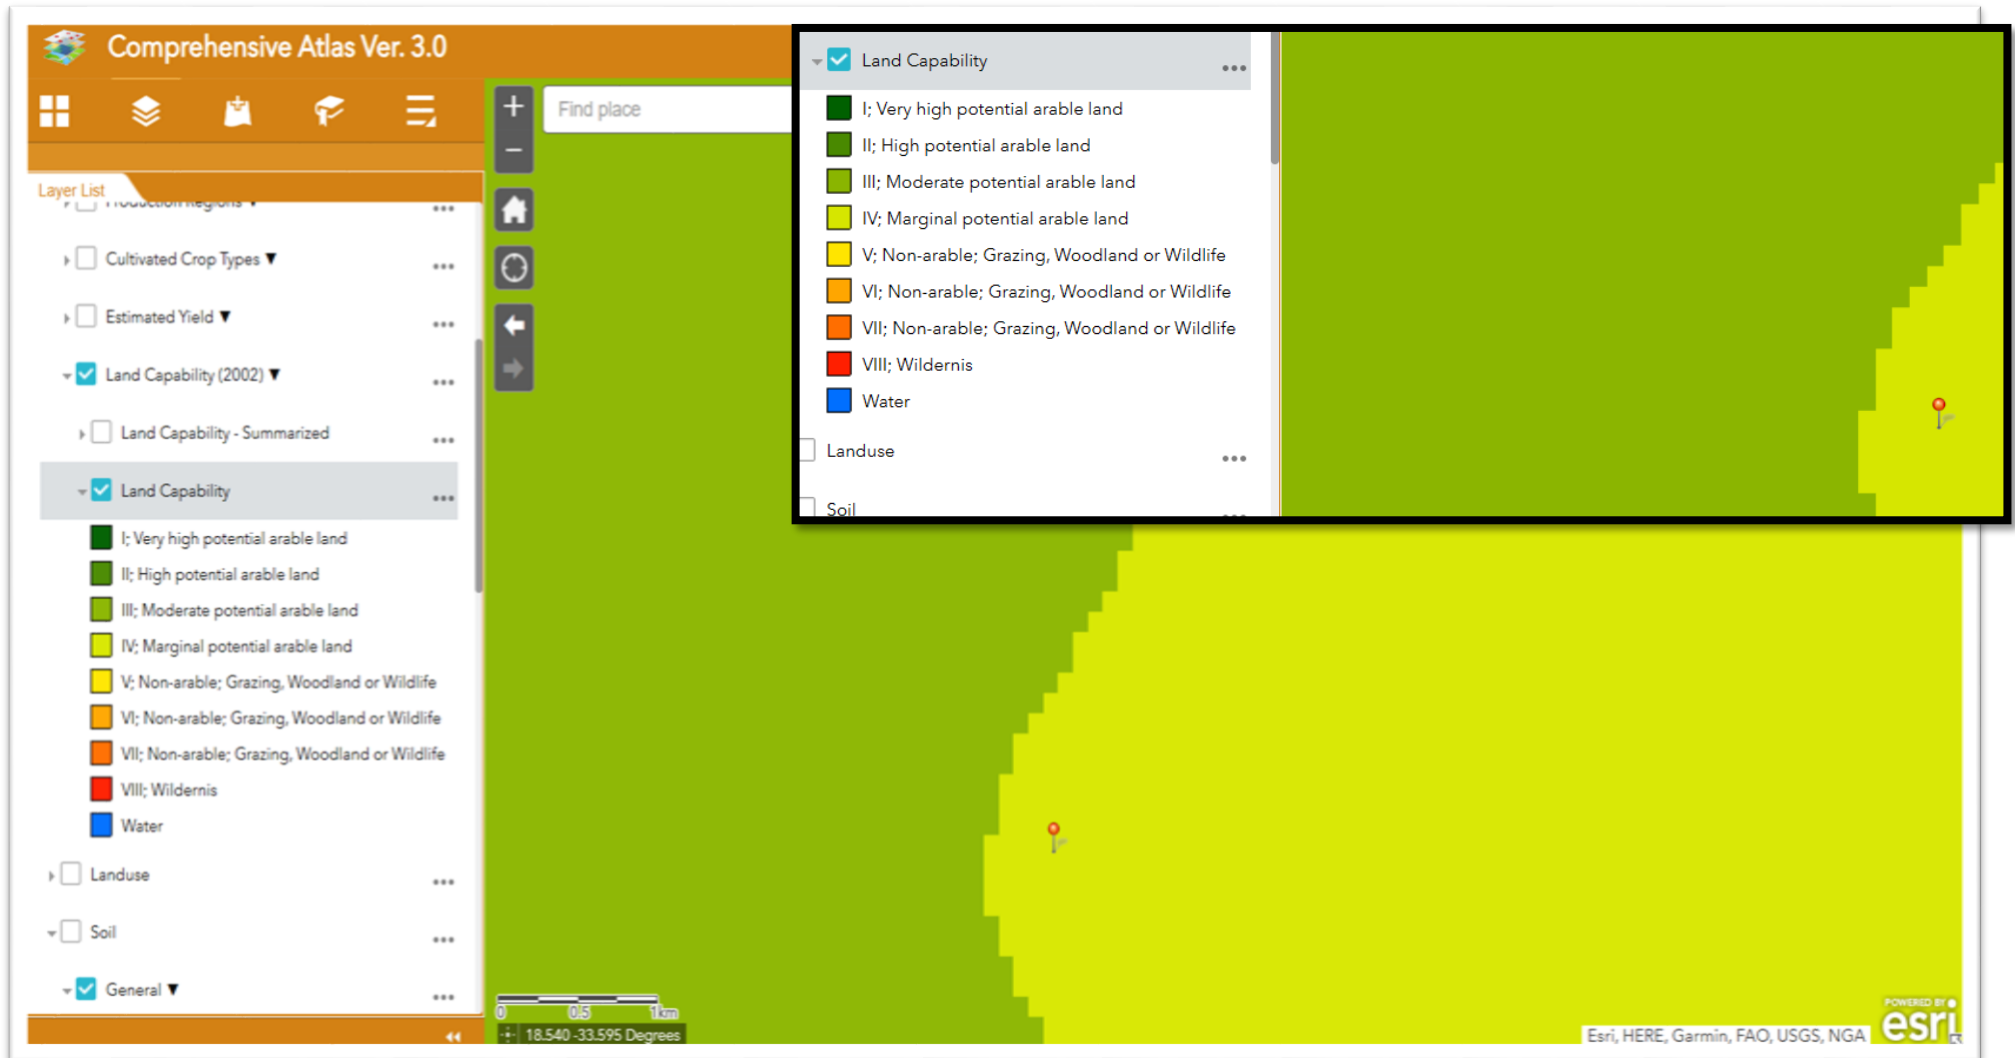 Comprehensive Atlas Ver. 3.0
Find place
Layer List
Production Regions ▼
Cultivated Crop Types ▼
Estimated Yield ▼
Land Capability (2002) ▼
Land Capability - Summarized
Land Capability
I; Very high potential arable land
II; High potential arable land
III; Moderate potential arable land
IV; Marginal potential arable land
V; Non-arable; Grazing, Woodland or Wildlife
VI; Non-arable; Grazing, Woodland or Wildlife
VII; Non-arable; Grazing, Woodland or Wildlife
VIII; Wildernis
Water
Landuse
Soil
General ▼
Land Capability
I; Very high potential arable land
II; High potential arable land
III; Moderate potential arable land
IV; Marginal potential arable land
V; Non-arable; Grazing, Woodland or Wildlife
VI; Non-arable; Grazing, Woodland or Wildlife
VII; Non-arable; Grazing, Woodland or Wildlife
VIII; Wildernis
Water
Landuse
Soil
0 0.5 1km
18.540 -33.595 Degrees
Esri, HERE, Garmin, FAO, USGS, NGA
POWERED BY
esri